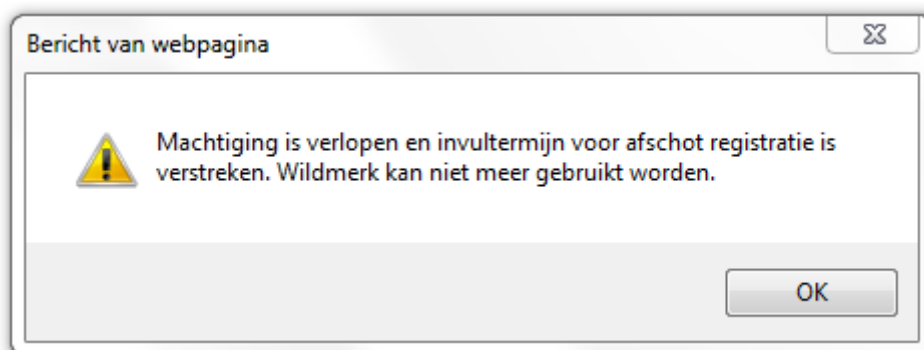 Bericht van webpagina
Machtiging is verlopen en invultermijn voor afschot registratie is
verstreken. Wildmerk kan niet meer gebruikt worden.
OK